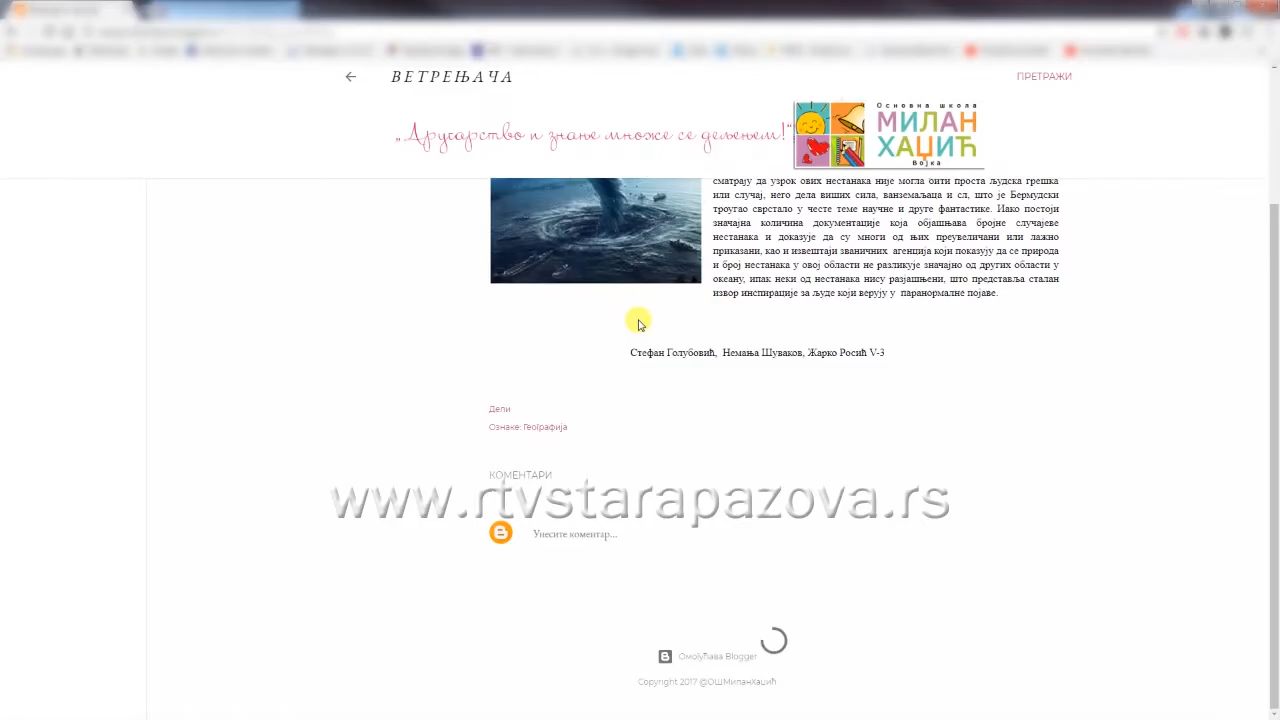 ВЕТРЕЊАЧА
ПРЕТРАЖИ
„Другарство и знање множе се дељењем!“
Основна школа
МИЛАН
ХАЏИЋ
Војка
сматрају да узрок ових нестанака није могла бити проста људска грешка
или случај, него дела виших сила, ванземаљаца и сл, што је Бермудски
троугао сврстало у честе теме научне и друге фантастике. Иако постоји
значајна количина документације која објашњава бројне случајеве
нестанака и доказује да су многи од њих преувеличани или лажно
приказани, као и извештаји званичних агенција који показују да се природа
и број нестанака у овој области не разликује значајно од других области у
океану, ипак неки од нестанака нису разјашњени, што представља сталан
извор инспирације за људе који верују у паранормалне појаве.
Стефан Голубовић, Немања Шуваков, Жарко Росић V-3
Дели
Ознаке: Географија
КОМЕНТАРИ
www.rtvstarapazova.rs
Унесите коментар...
Омогућава Blogger
Copyright 2017 @ОШМиланХаџић